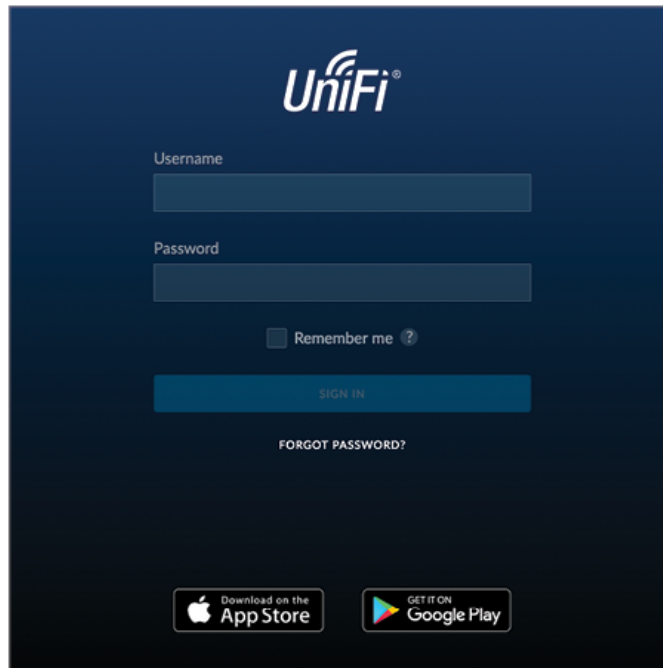 UniFi®
Username
Password
Remember me ?
SIGN IN
FORGOT PASSWORD?
Download on the
App Store
GET IT ON
Google Play